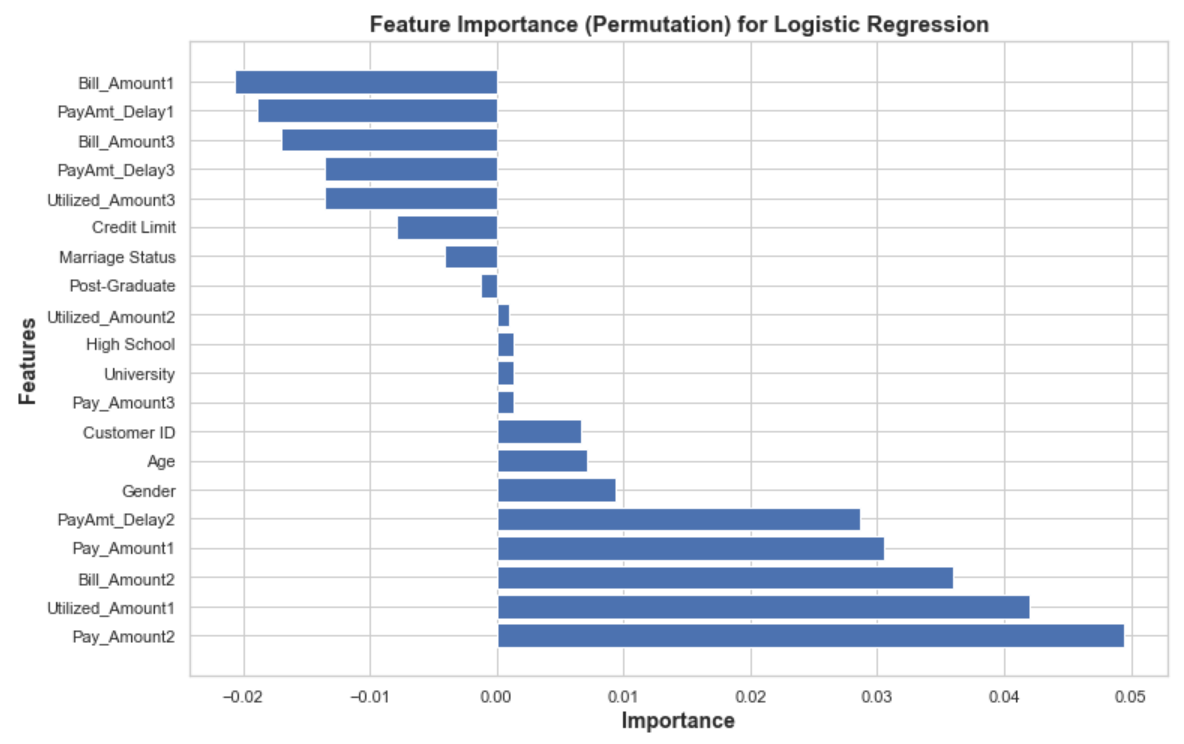 Feature Importance (Permutation) for Logistic Regression
Features
Bill_Amount1
PayAmt_Delay1
Bill_Amount3
PayAmt_Delay3
Utilized_Amount3
Credit Limit
Marriage Status
Post-Graduate
Utilized_Amount2
High School
University
Pay_Amount3
Customer ID
Age
Gender
PayAmt_Delay2
Pay_Amount1
Bill_Amount2
Utilized_Amount1
Pay_Amount2
−0.02 −0.01 0.00 0.01 0.02 0.03 0.04 0.05
Importance